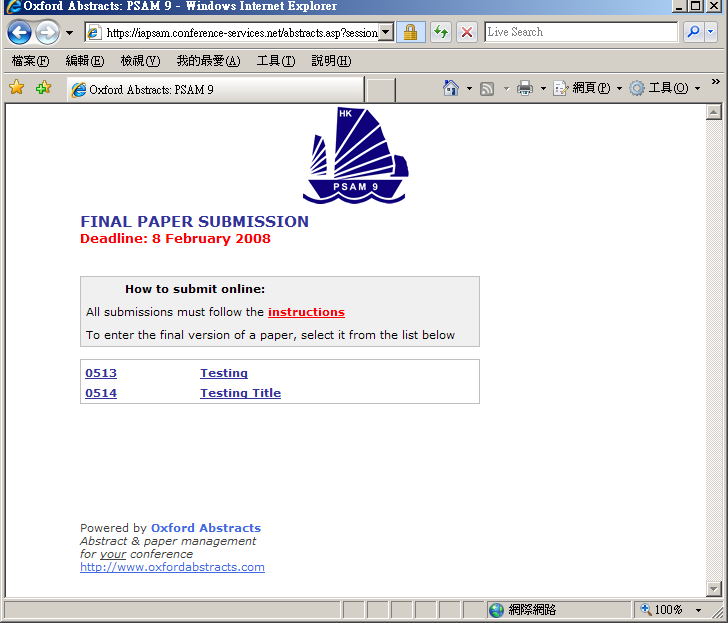 Oxford Abstracts: PSAM 9 - Windows Internet Explorer
https://iapsam.conference-services.net/abstracts.asp?session
Live Search
檔案(F) 編輯(E) 檢視(V) 我的最愛(A) 工具(T) 說明(H)
Oxford Abstracts: PSAM 9
網頁(P) 工具(O) »
HK
PSAM 9
FINAL PAPER SUBMISSION
Deadline: 8 February 2008
How to submit online:
All submissions must follow the instructions
To enter the final version of a paper, select it from the list below
0513 Testing
0514 Testing Title
Powered by Oxford Abstracts
Abstract & paper management
for your conference
http://www.oxfordabstracts.com
網際網路 100%